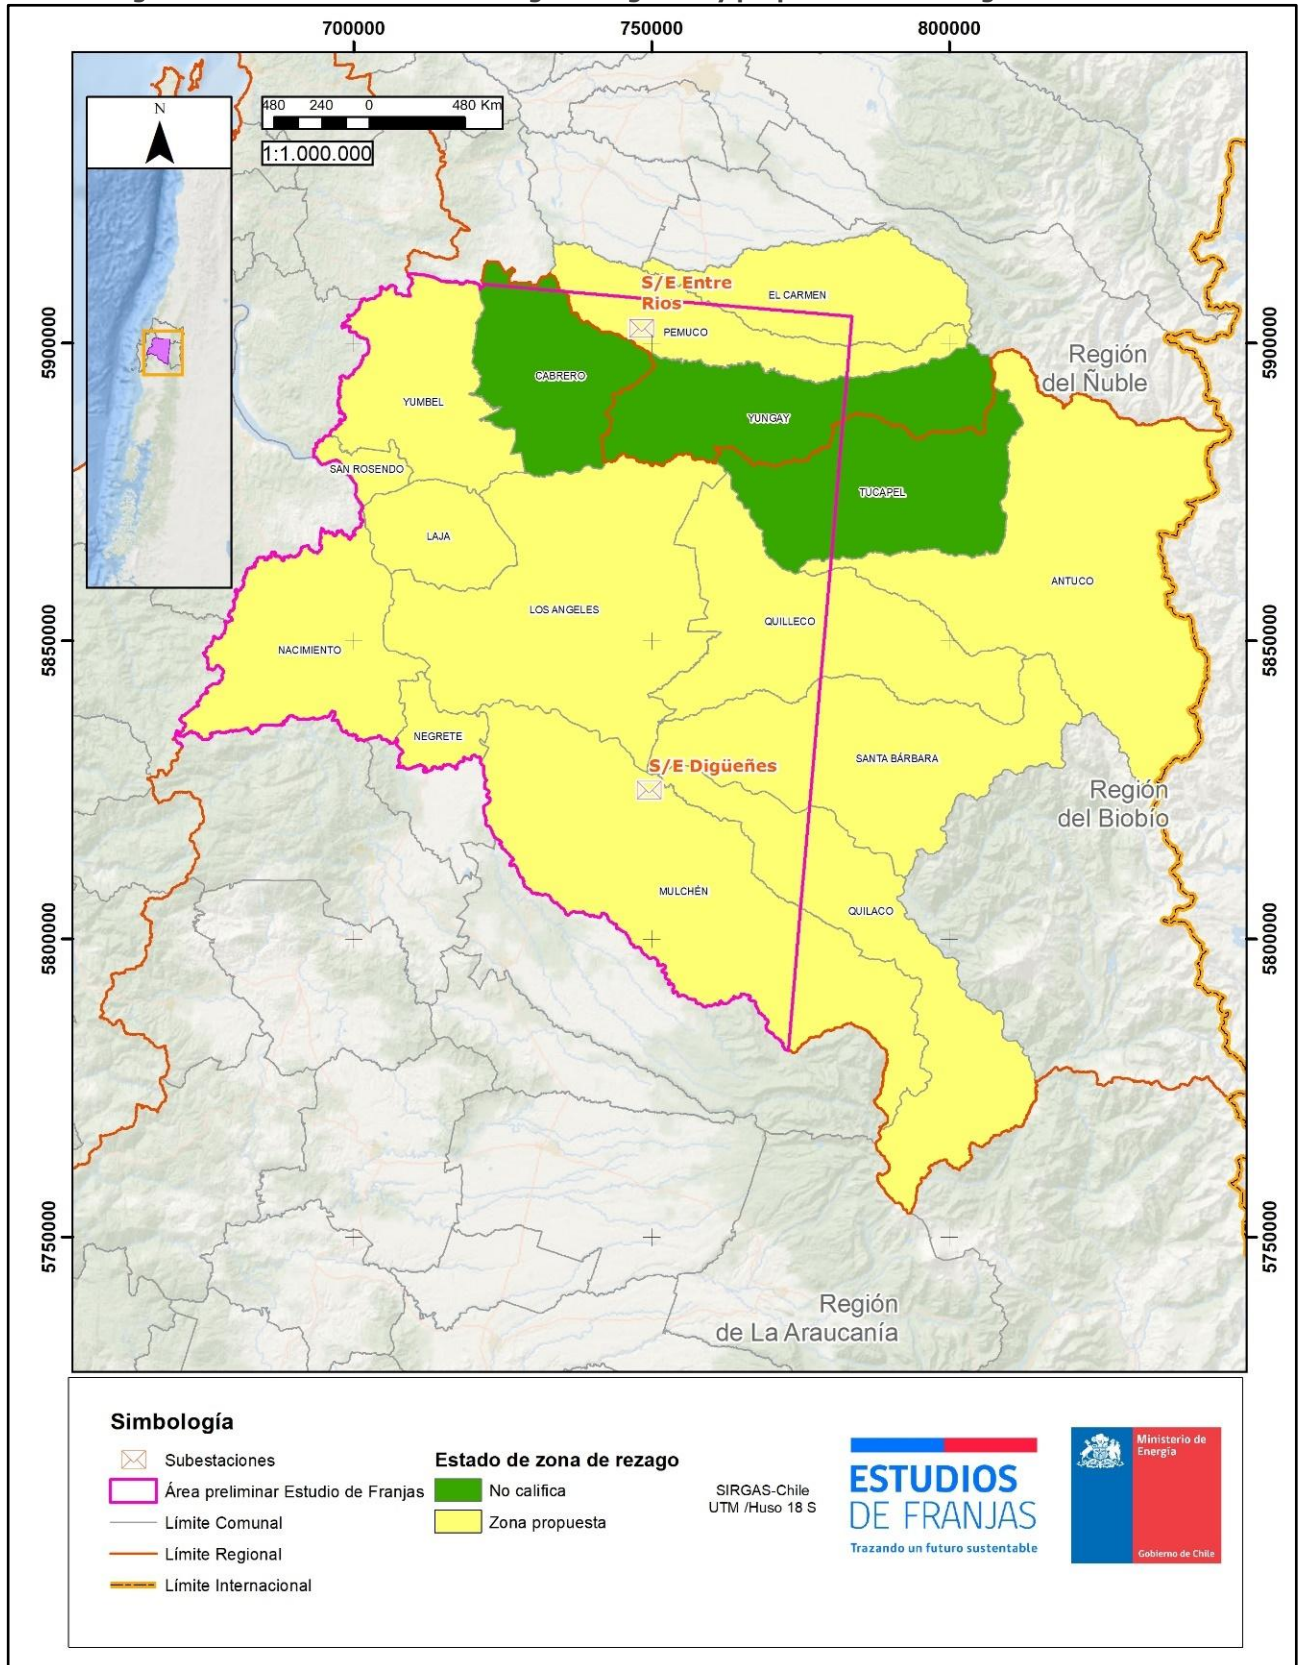 700000
750000
800000
N
480
240
0
480 Km
1:1.000.000
5900000
5900000
5850000
5850000
5800000
5800000
5750000
5750000
S/E Entre
Rios
EL CARMEN
PEMUCO
Región
del Ñuble
CABRERO
YUMBEL
YUNGAY
SAN ROSENDO
TUCAPEL
LAJA
ANTUCO
LOS ANGELES
QUILLECO
NACIMIENTO
NEGRETE
SANTA BÁRBARA
S/E Digüeñes
Región
del Biobío
MULCHÉN
QUILACO
Región
de La Araucanía
Simbología
Subestaciones
Área preliminar Estudio de Franjas
Límite Comunal
Límite Regional
Límite Internacional
Estado de zona de rezago
No califica
Zona propuesta
SIRGAS-Chile
UTM /Huso 18 S
ESTUDIOS
DE FRANJAS
Trazando un futuro sustentable
Ministerio de
Energía
Gobierno de Chile